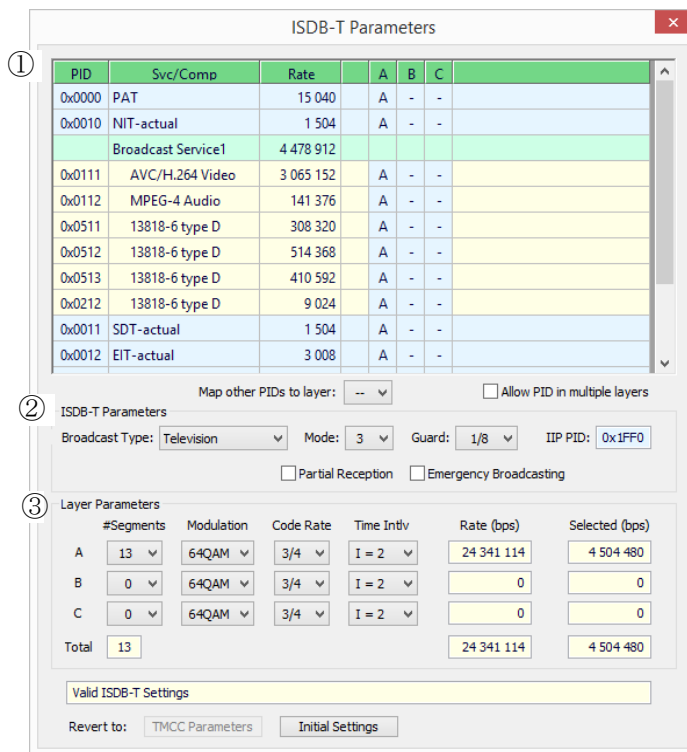 ISDB-T Parameters
①
PID Svc/Comp Rate A B C
0x0000 PAT 15 040 A - -
0x0010 NIT-actual 1 504 A - -
Broadcast Service1 4 478 912
0x0111 AVC/H.264 Video 3 065 152 A - -
0x0112 MPEG-4 Audio 141 376 A - -
0x0511 13818-6 type D 308 320 A - -
0x0512 13818-6 type D 514 368 A - -
0x0513 13818-6 type D 410 592 A - -
0x0212 13818-6 type D 9 024 A - -
0x0011 SDT-actual 1 504 A - -
0x0012 EIT-actual 3 008 A - -
Map other PIDs to layer: -- Allow PID in multiple layers
②
ISDB-T Parameters
Broadcast Type: Television Mode: 3 Guard: 1/8 IIP PID: 0x1FF0
Partial Reception Emergency Broadcasting
③
Layer Parameters
#Segments Modulation Code Rate Time Intlv Rate (bps) Selected (bps)
A 13 64QAM 3/4 I = 2 24 341 114 4 504 480
B 0 64QAM 3/4 I = 2 0 0
C 0 64QAM 3/4 I = 2 0 0
Total 13 24 341 114 4 504 480
Valid ISDB-T Settings
Revert to: TMCC Parameters Initial Settings